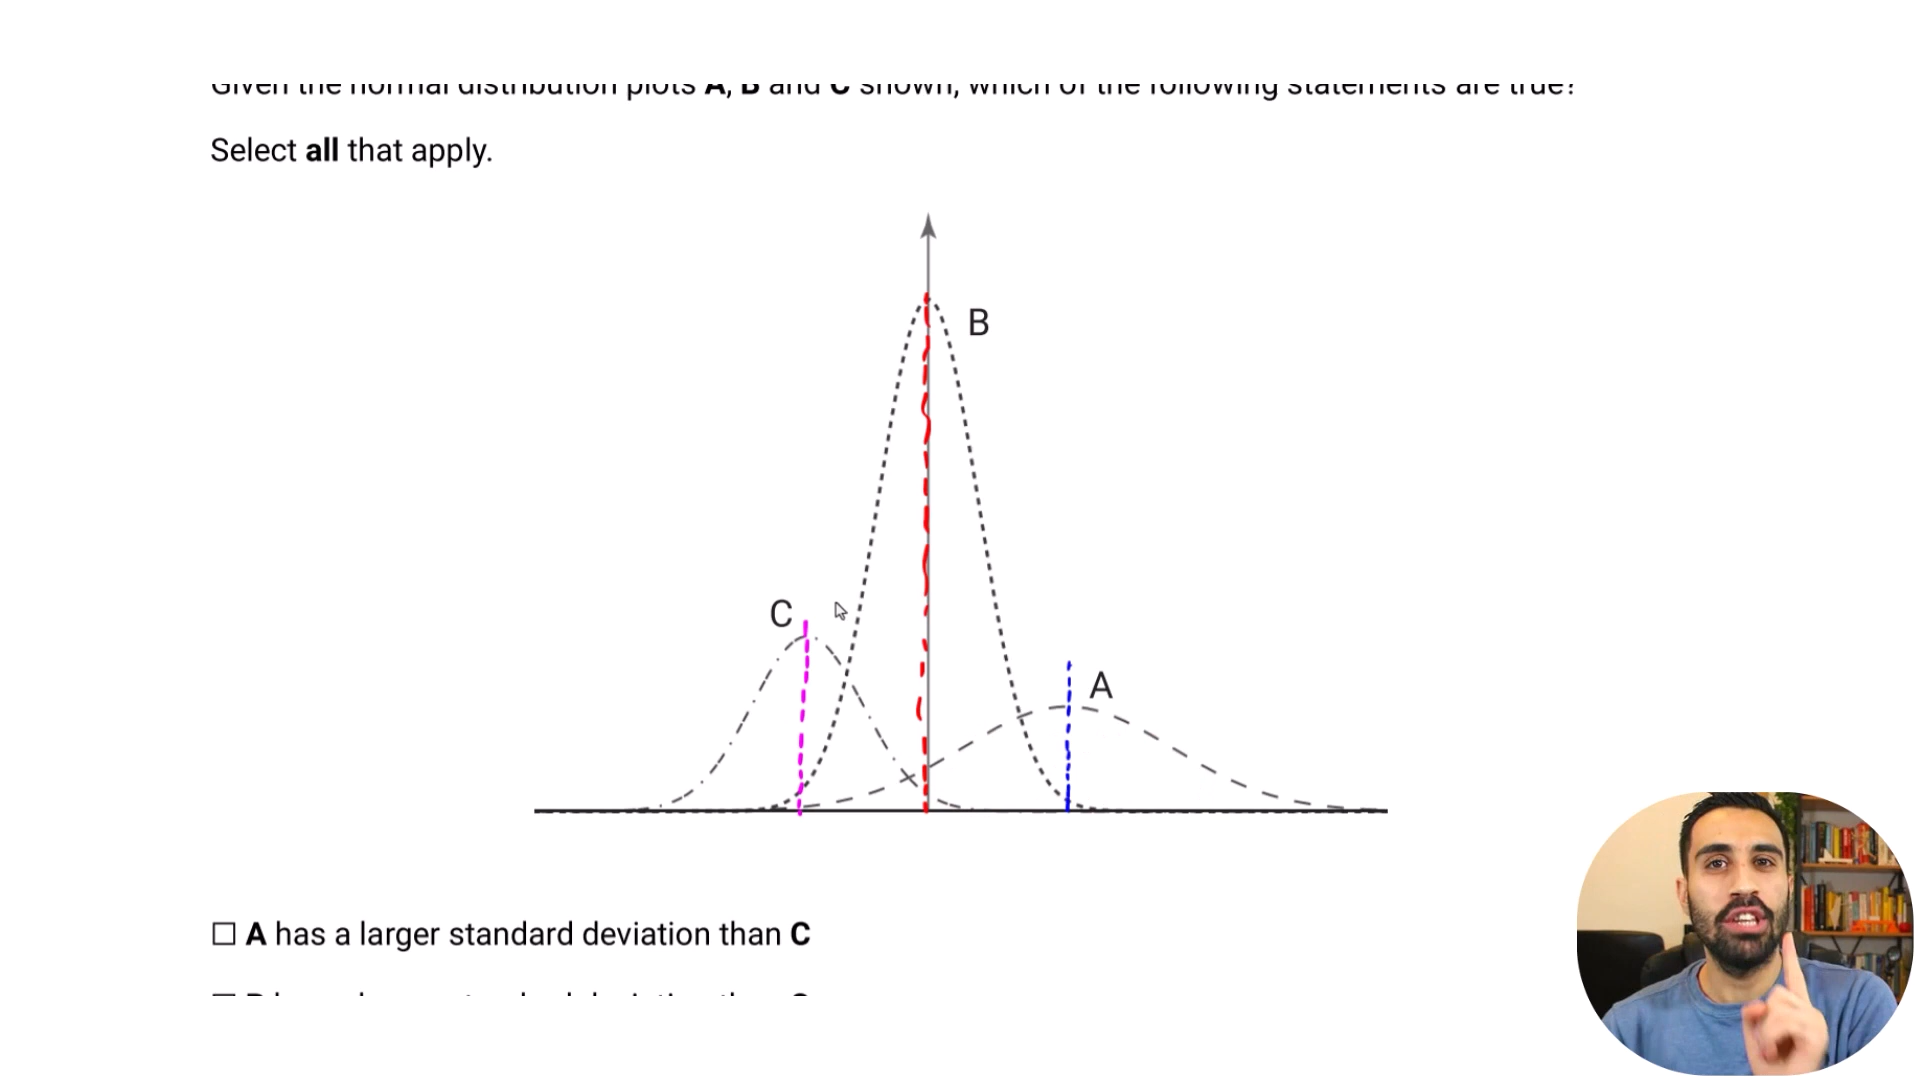 Given the normal distribution plots A, B and C shown, which of the following statements are true?
Select all that apply.
B
C
A
A has a larger standard deviation than C